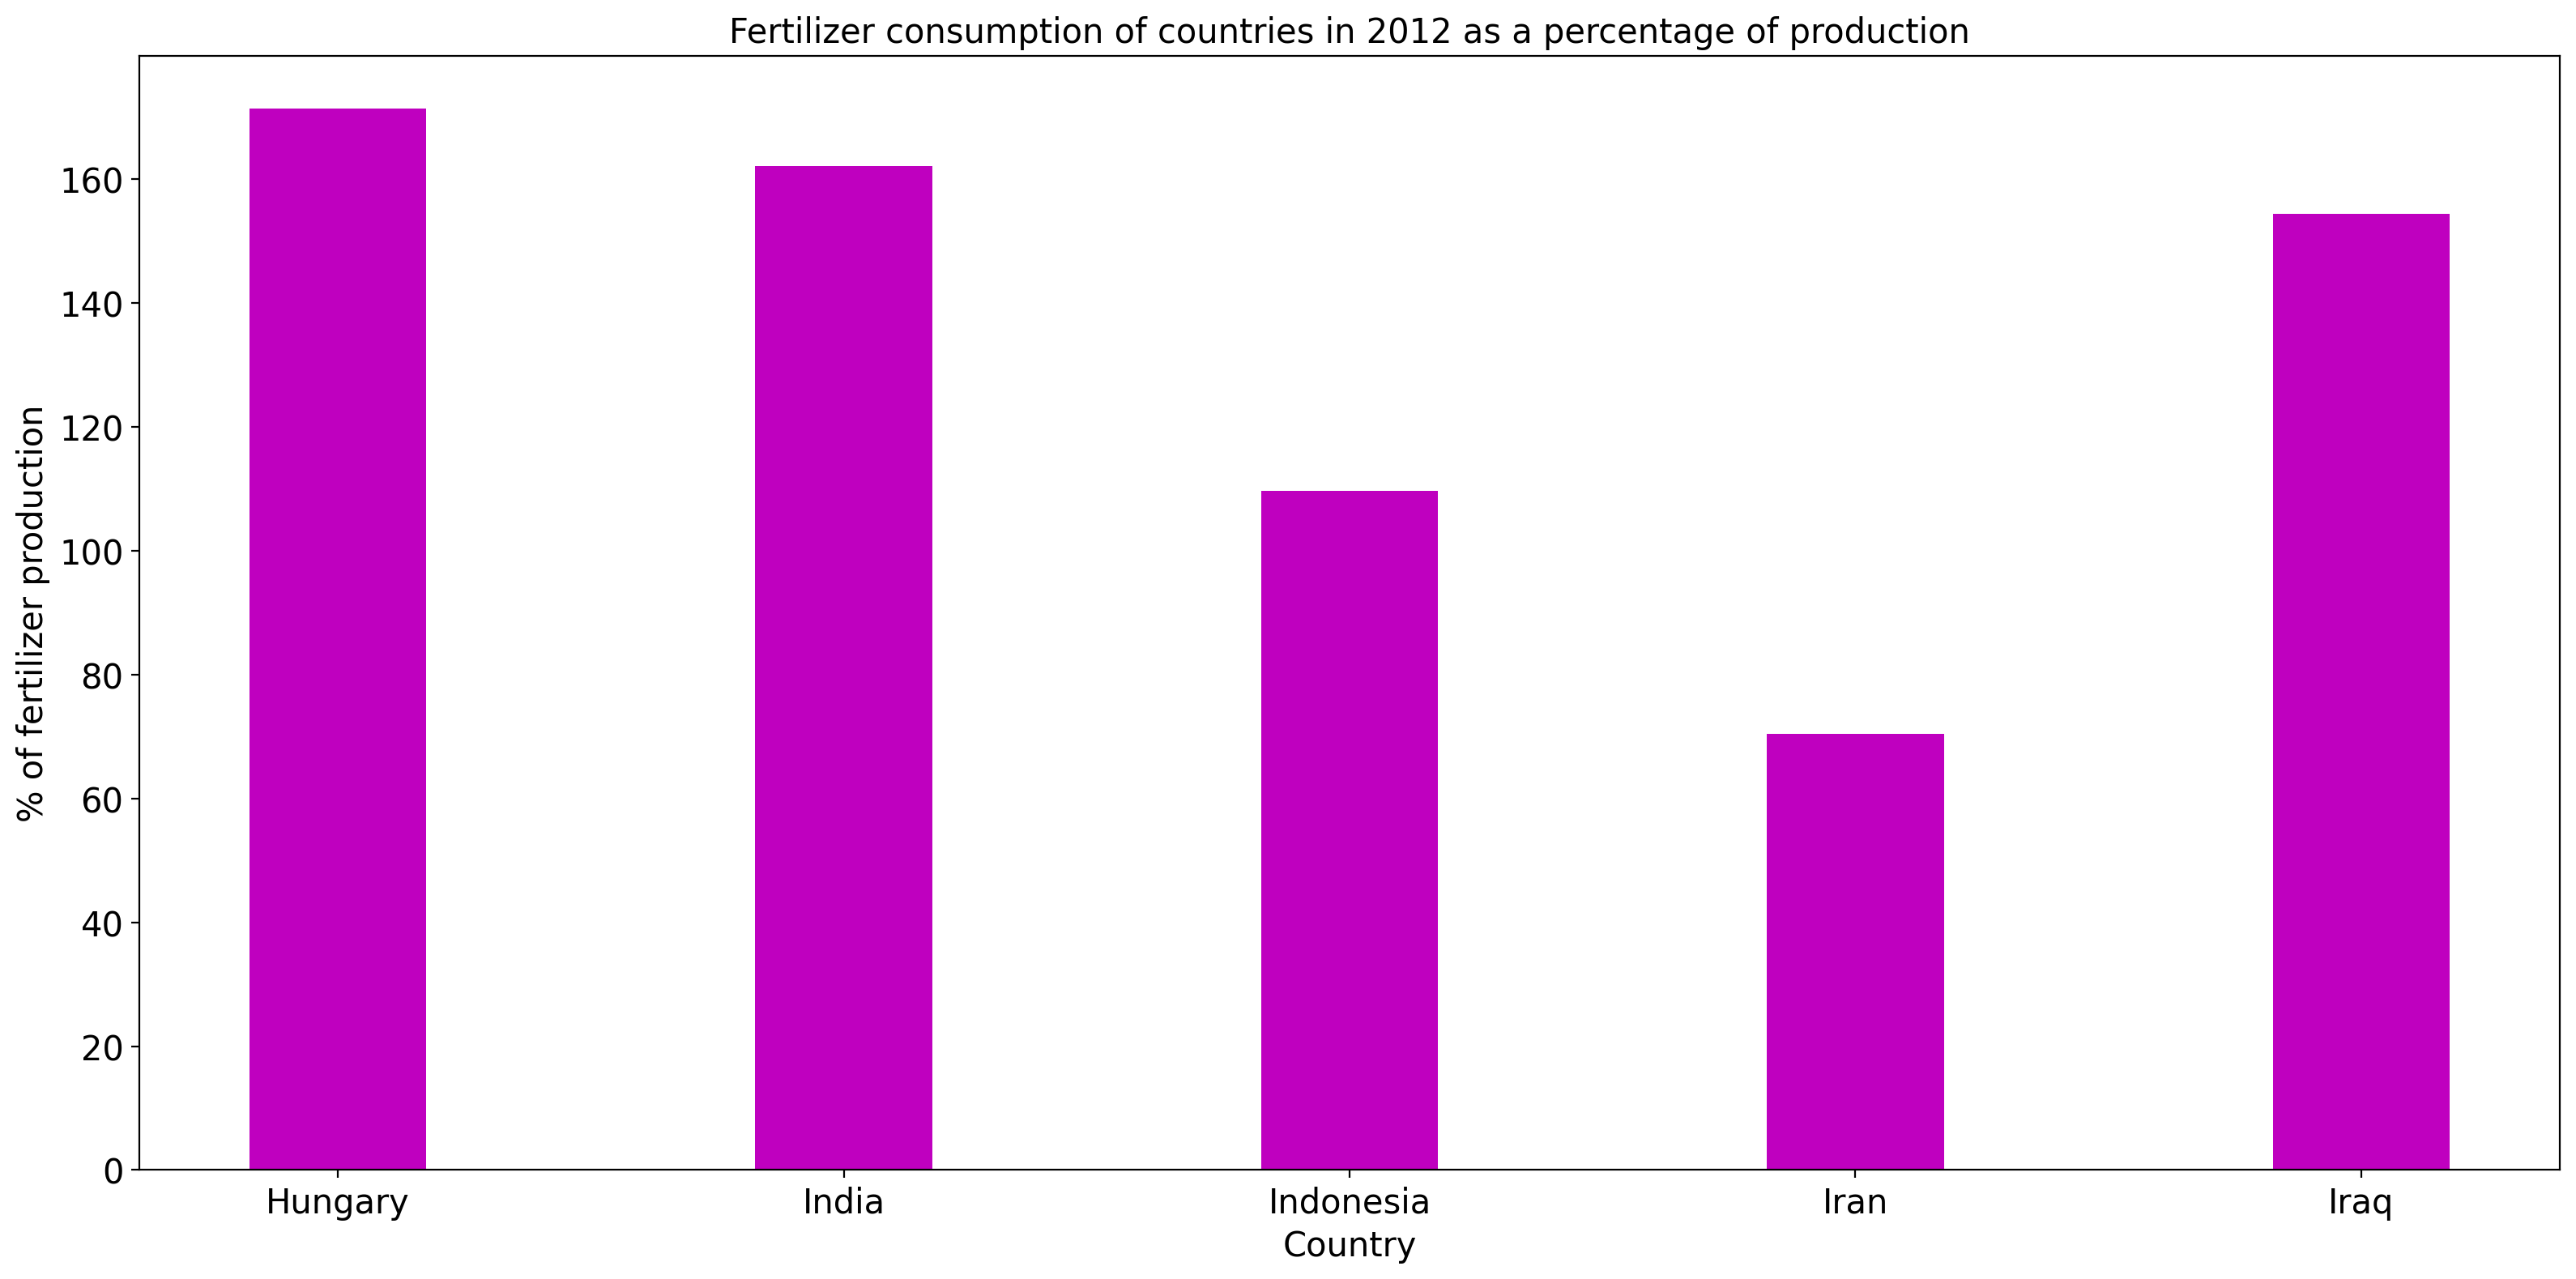 Fertilizer consumption of countries in 2012 as a percentage of production
% of fertilizer production
160
140
120
100
80
60
40
20
0
Hungary India Indonesia Iran Iraq
Country